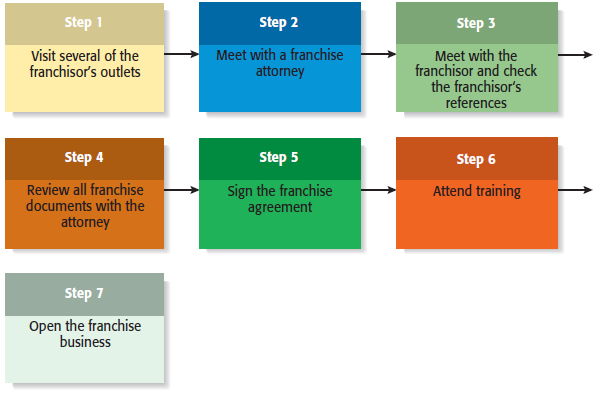 Step 1
Visit several of the
franchisor's outlets
Step 2
Meet with a franchise
attorney
Step 3
Meet with the
franchisor and check
the franchisor's
references
Step 4
Review all franchise
documents with the
attorney
Step 5
Sign the franchise
agreement
Step 6
Attend training
Step 7
Open the franchise
business